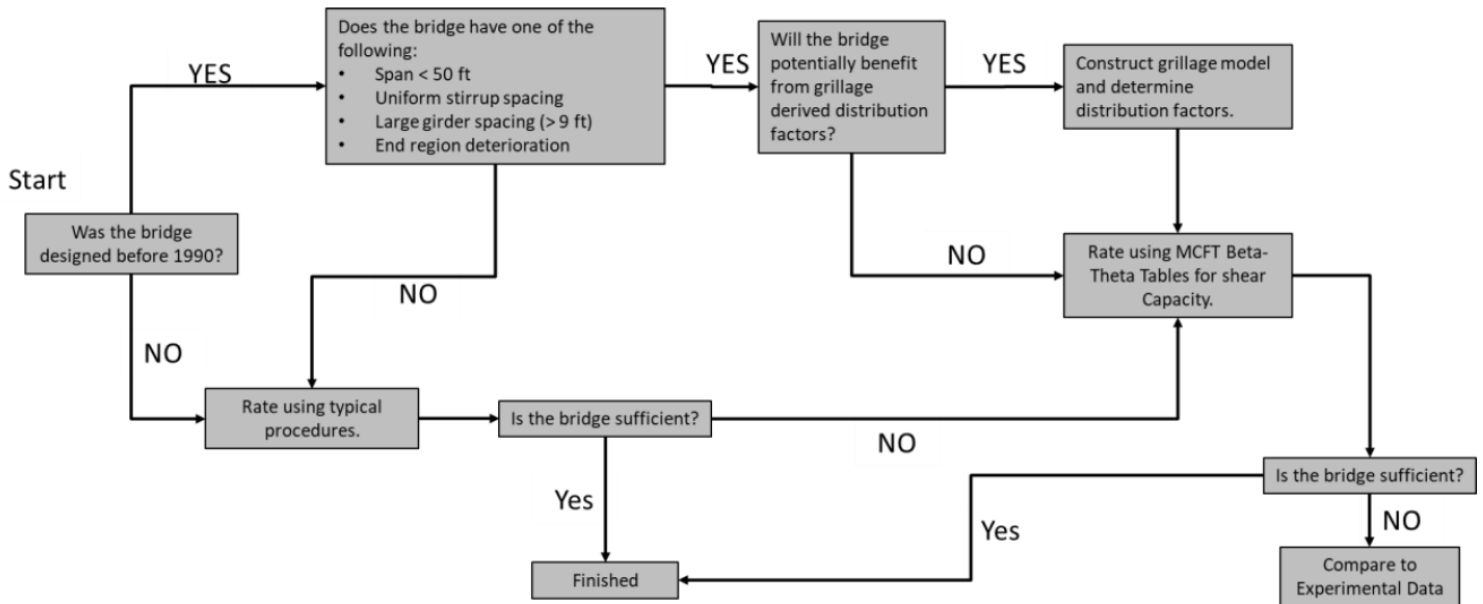 Start
Was the bridge
designed before 1990?
YES
Does the bridge have one of the
following:
• Span < 50 ft
• Uniform stirrup spacing
• Large girder spacing (> 9 ft)
• End region deterioration
YES
Will the bridge
potentially benefit
from grillage
derived distribution
factors?
YES
Construct grillage model
and determine
distribution factors.
NO
NO
Rate using MCFT Beta-
Theta Tables for shear
Capacity.
NO
Rate using typical
procedures.
Is the bridge sufficient?
NO
Yes
Is the bridge sufficient?
Yes
NO
Finished
Compare to
Experimental Data